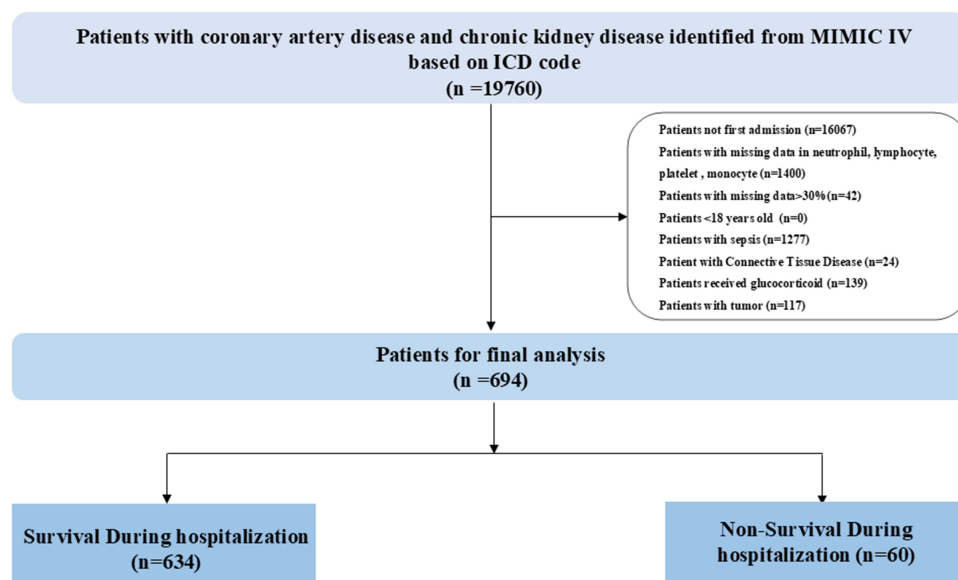 Patients with coronary artery disease and chronic kidney disease identified from MIMIC IV
based on ICD code
(n =19760)
Patients not first admission (n=16067)
Patients with missing data in neutrophil, lymphocyte,
platelet , monocyte (n=1400)
Patients with missing data>30%(n=42)
Patients <18 years old (n=0)
Patients with sepsis (n=1277)
Patient with Connective Tissue Disease (n=24)
Patients received glucocorticoid (n=139)
Patients with tumor (n=117)
Patients for final analysis
(n =694)
Survival During hospitalization
(n=634)
Non-Survival During
hospitalization (n=60)